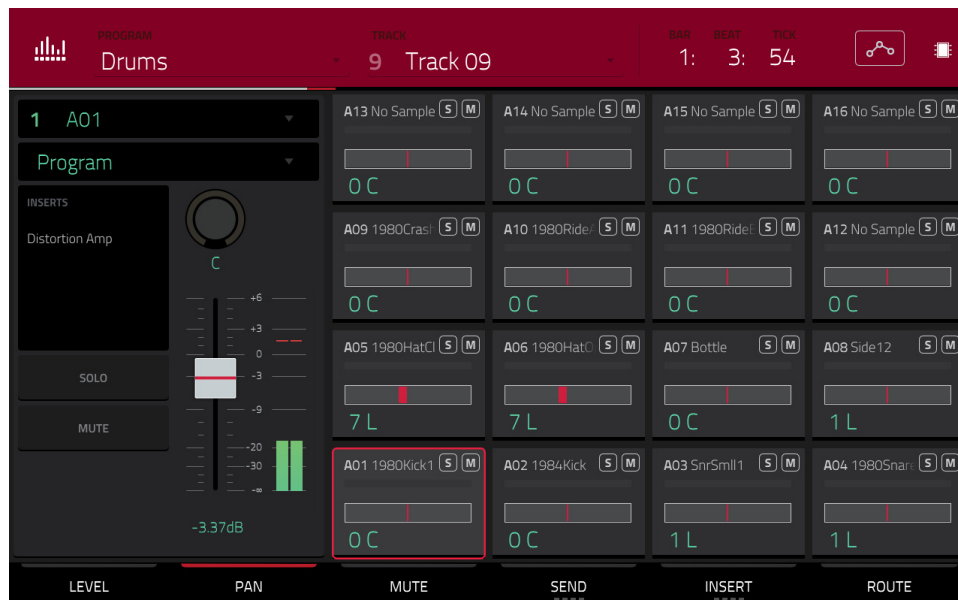 PROGRAM
Drums
TRACK
9 Track 09
BAR BEAT TICK
1: 3: 54
1 A01
Program
INSERTS
Distortion Amp
C
+6
+3
0
-3
-9
-20
-30
-∞
-3.37dB
SOLO
MUTE
A13 No Sample S M
0 C
A14 No Sample S M
0 C
A15 No Sample S M
0 C
A16 No Sample S M
0 C
A09 1980Crash S M
0 C
A10 1980RideA S M
0 C
A11 1980RideB S M
0 C
A12 No Sample S M
0 C
A05 1980HatCl S M
7 L
A06 1980HatO S M
7 L
A07 Bottle S M
0 C
A08 Side12 S M
1 L
A01 1980Kick1 S M
0 C
A02 1984Kick S M
0 C
A03 SnrSmll1 S M
1 L
A04 1980Snare S M
1 L
LEVEL PAN MUTE SEND INSERT ROUTE